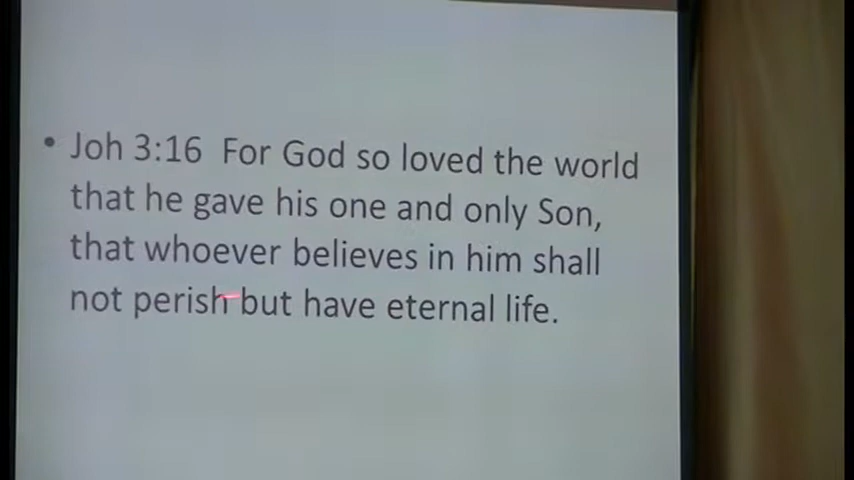 • Joh 3:16  For God so loved the world
that he gave his one and only Son,
that whoever believes in him shall
not perish but have eternal life.